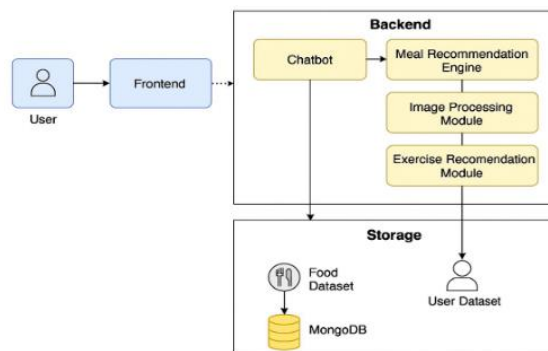 Backend
Chatbot
Meal Recommendation
Engine
Image Processing
Module
Exercise Recomendation
Module
Frontend
User
Storage
Food
Dataset
MongoDB
User Dataset